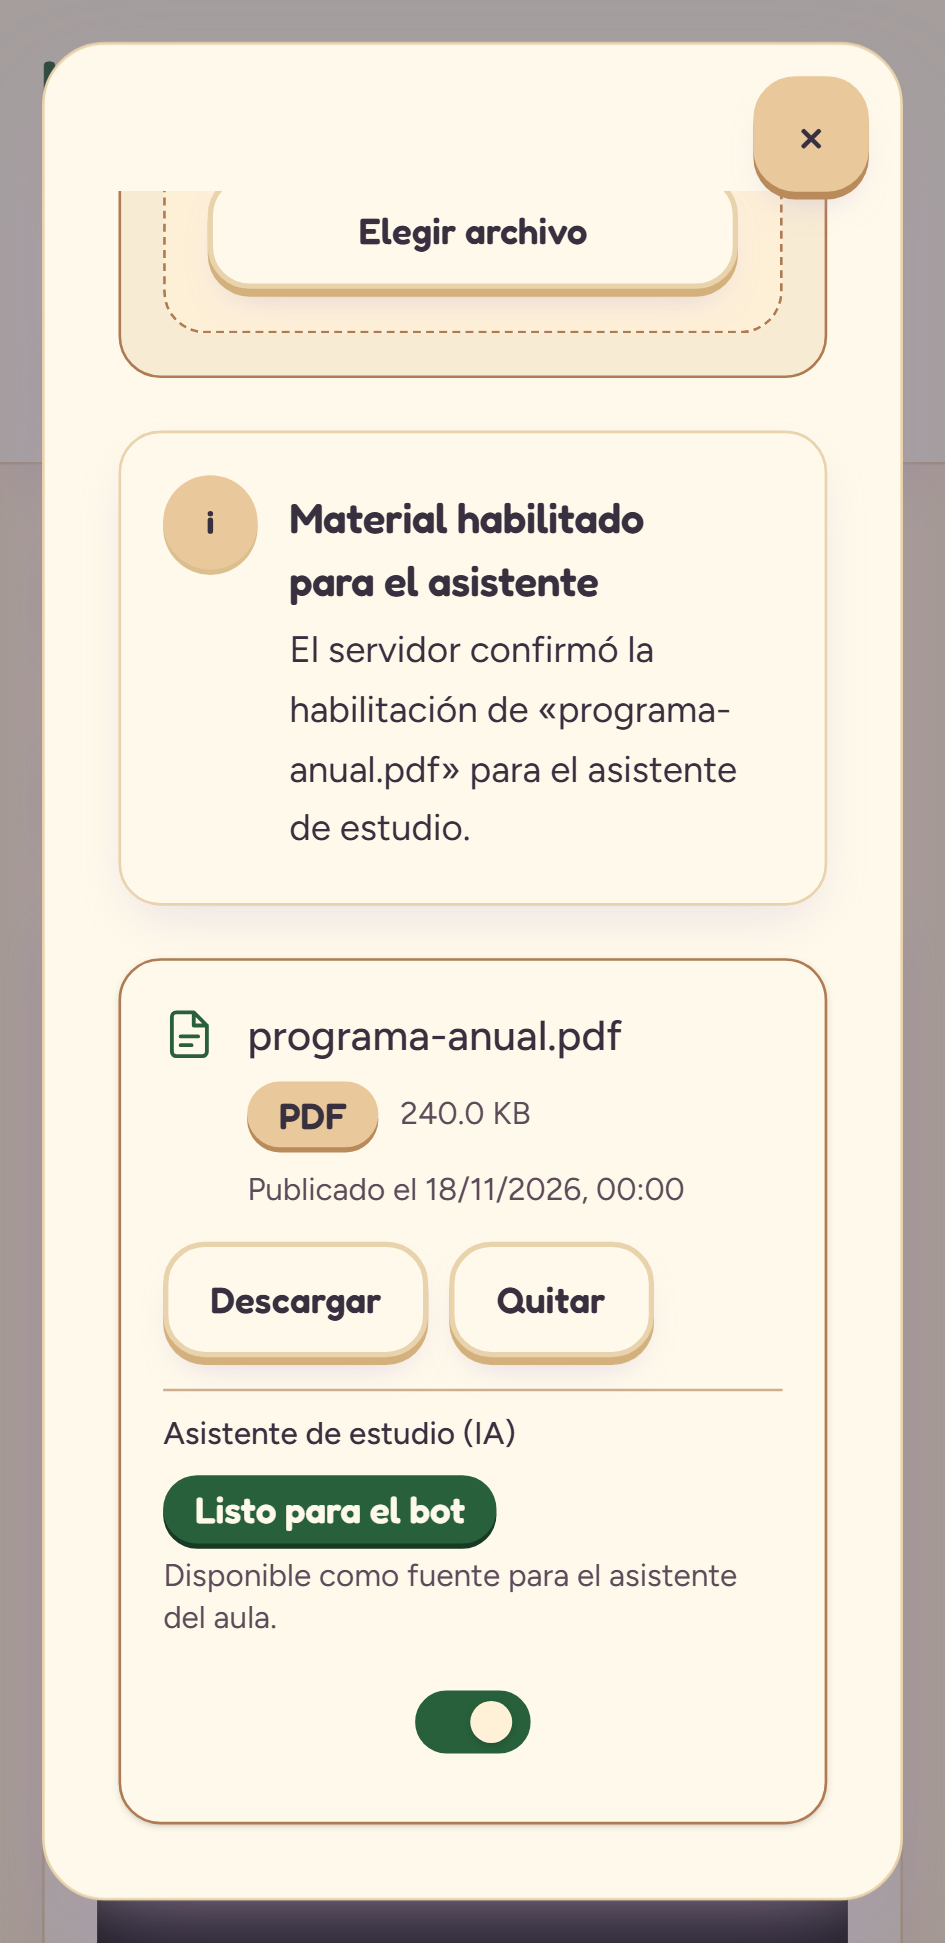 ×
Elegir archivo
i
Material habilitado
para el asistente
El servidor confirmó la
habilitación de «programa-
anual.pdf» para el asistente
de estudio.
programa-anual.pdf
PDF 240.0 KB
Publicado el 18/11/2026, 00:00
Descargar Quitar
Asistente de estudio (IA)
Listo para el bot
Disponible como fuente para el asistente
del aula.